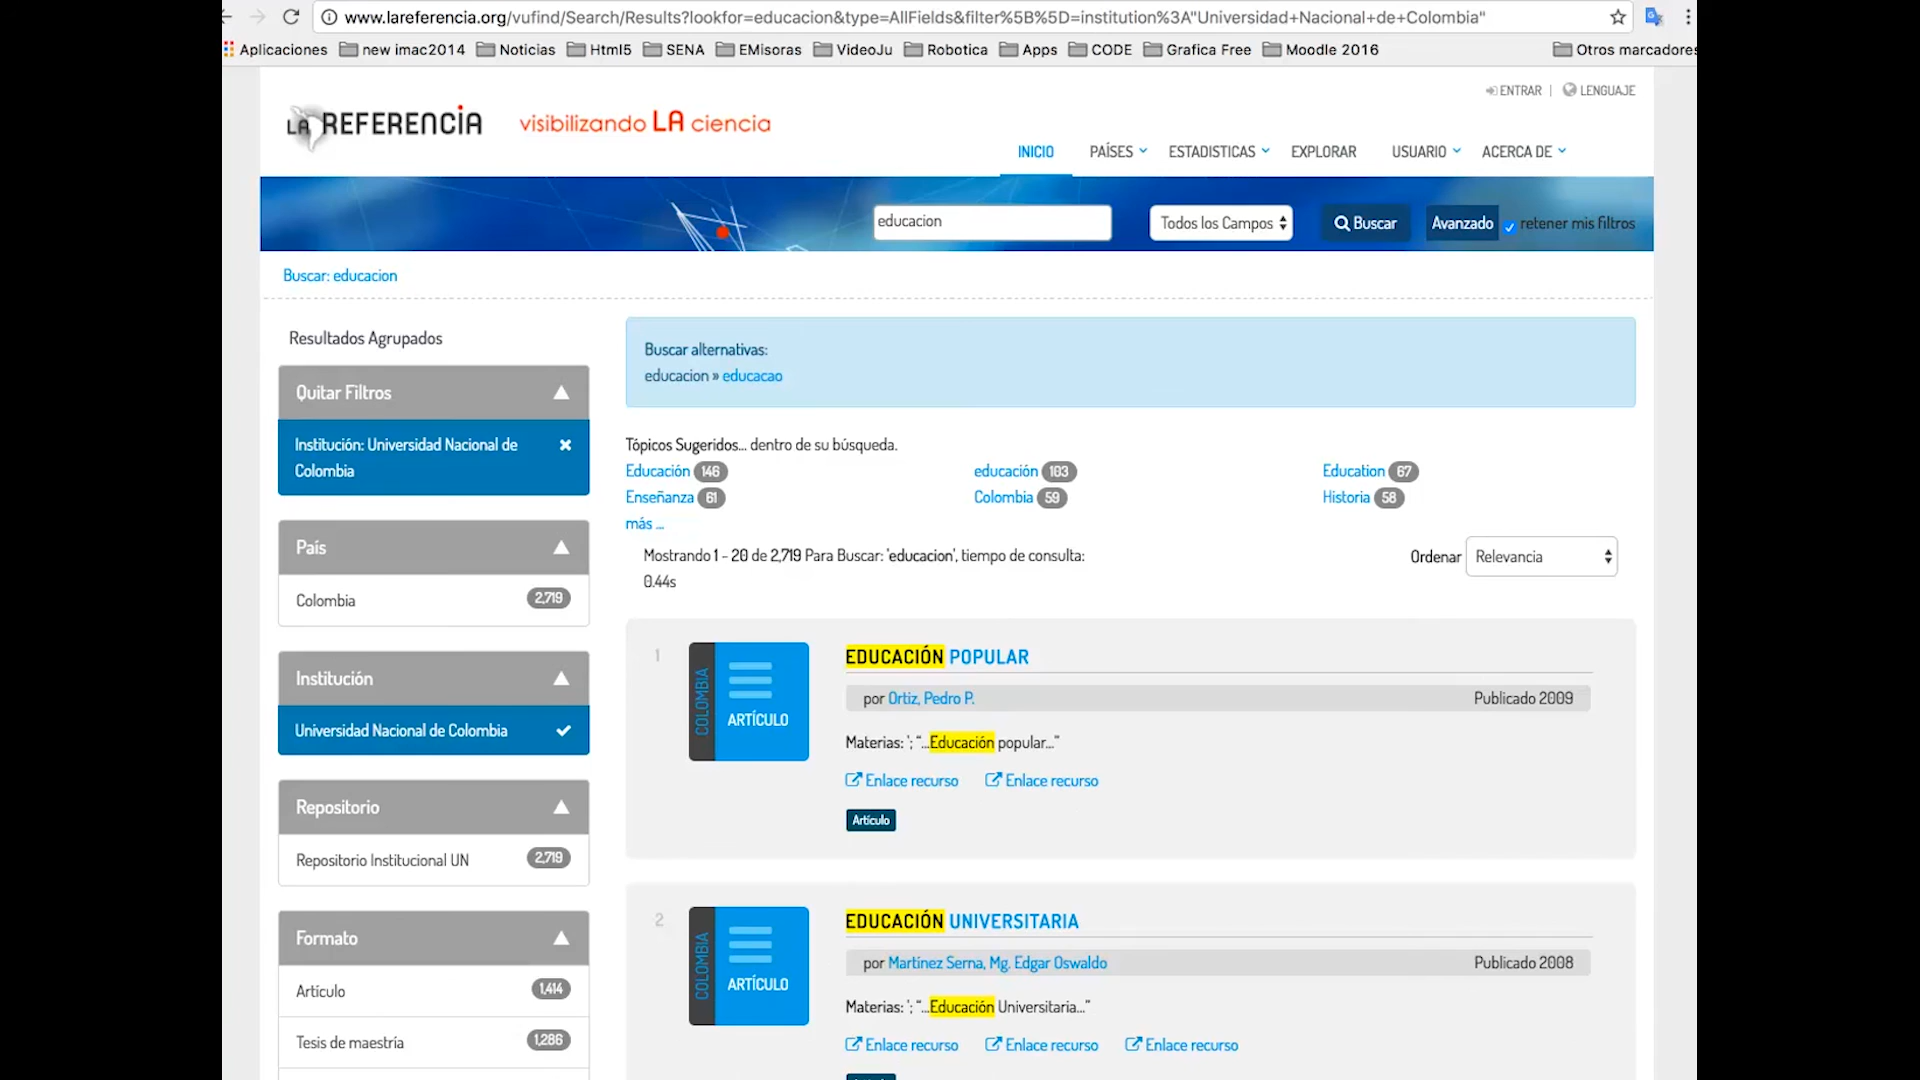 www.lareferencia.org/vufind/Search/Results?lookfor=educacion&type=AllFields&filter%5B%5D=institution%3A"Universidad+Nacional+de+Colombia"
Aplicaciones new imac2014 Noticias Html5 SENA EMisoras VideoJu Robotica Apps CODE Grafica Free Moodle 2016 Otros marcadores
ENTRAR | LENGUAJE
LA REFERENCIA visibilizando LA ciencia
INICIO PAÍSES ESTADISTICAS EXPLORAR USUARIO ACERCA DE
educacion Todos los Campos Buscar Avanzado retener mis filtros
Buscar: educacion
Resultados Agrupados
Quitar Filtros
Institución: Universidad Nacional de
Colombia
País
Colombia 2,719
Institución
Universidad Nacional de Colombia
Repositorio
Repositorio Institucional UN 2,719
Formato
Artículo 1,414
Tesis de maestría 1,286
Buscar alternativas:
educacion » educacao
Tópicos Sugeridos... dentro de su búsqueda.
Educación 146 educación 103 Education 67
Enseñanza 61 Colombia 59 Historia 58
más ...
Mostrando 1 - 20 de 2,719 Para Buscar: 'educacion', tiempo de consulta:
0.44s
Ordenar Relevancia
1
COLOMBIA
ARTÍCULO
EDUCACIÓN POPULAR
por Ortiz, Pedro P. Publicado 2009
Materias: '; “...Educación popular...”
Enlace recurso Enlace recurso
Artículo
2
COLOMBIA
ARTÍCULO
EDUCACIÓN UNIVERSITARIA
por Martinez Serna, Mg. Edgar Oswaldo Publicado 2008
Materias: '; “...Educación Universitaria...”
Enlace recurso Enlace recurso Enlace recurso